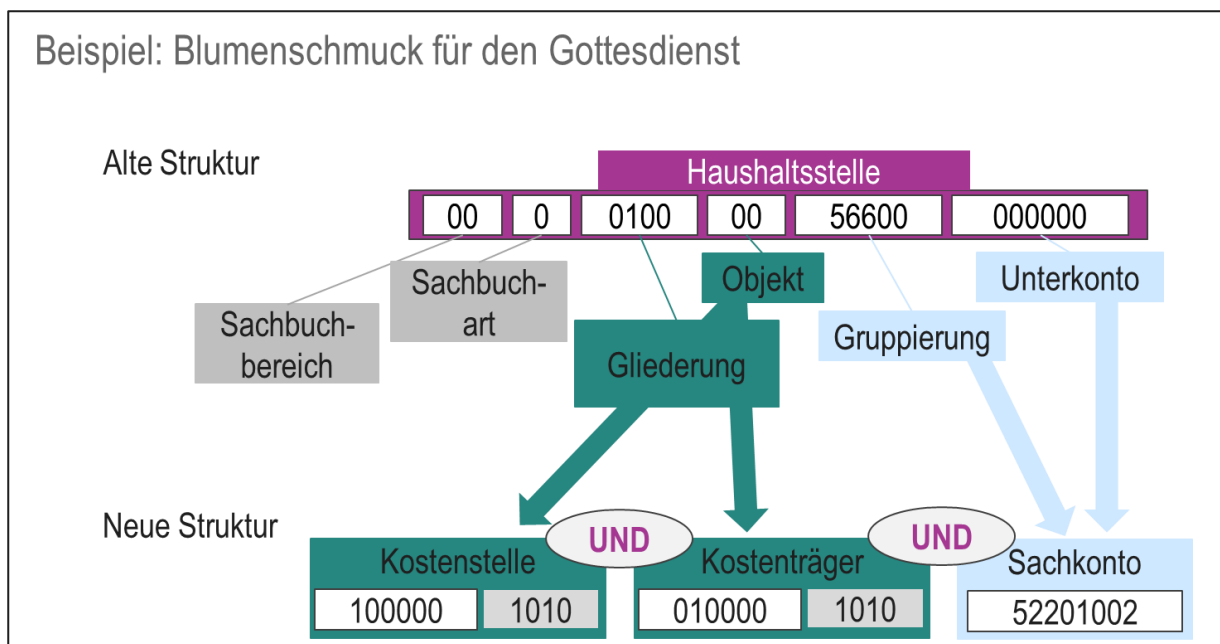 Beispiel: Blumenschmuck für den Gottesdienst
Alte Struktur
Haushaltsstelle
00 0 0100 00 56600 000000
Sachbuch-
bereich
Sachbuch-
art
Gliederung
Objekt
Gruppierung
Unterkonto
Neue Struktur
Kostenstelle
100000 1010
UND
Kostenträger
010000 1010
UND
Sachkonto
52201002